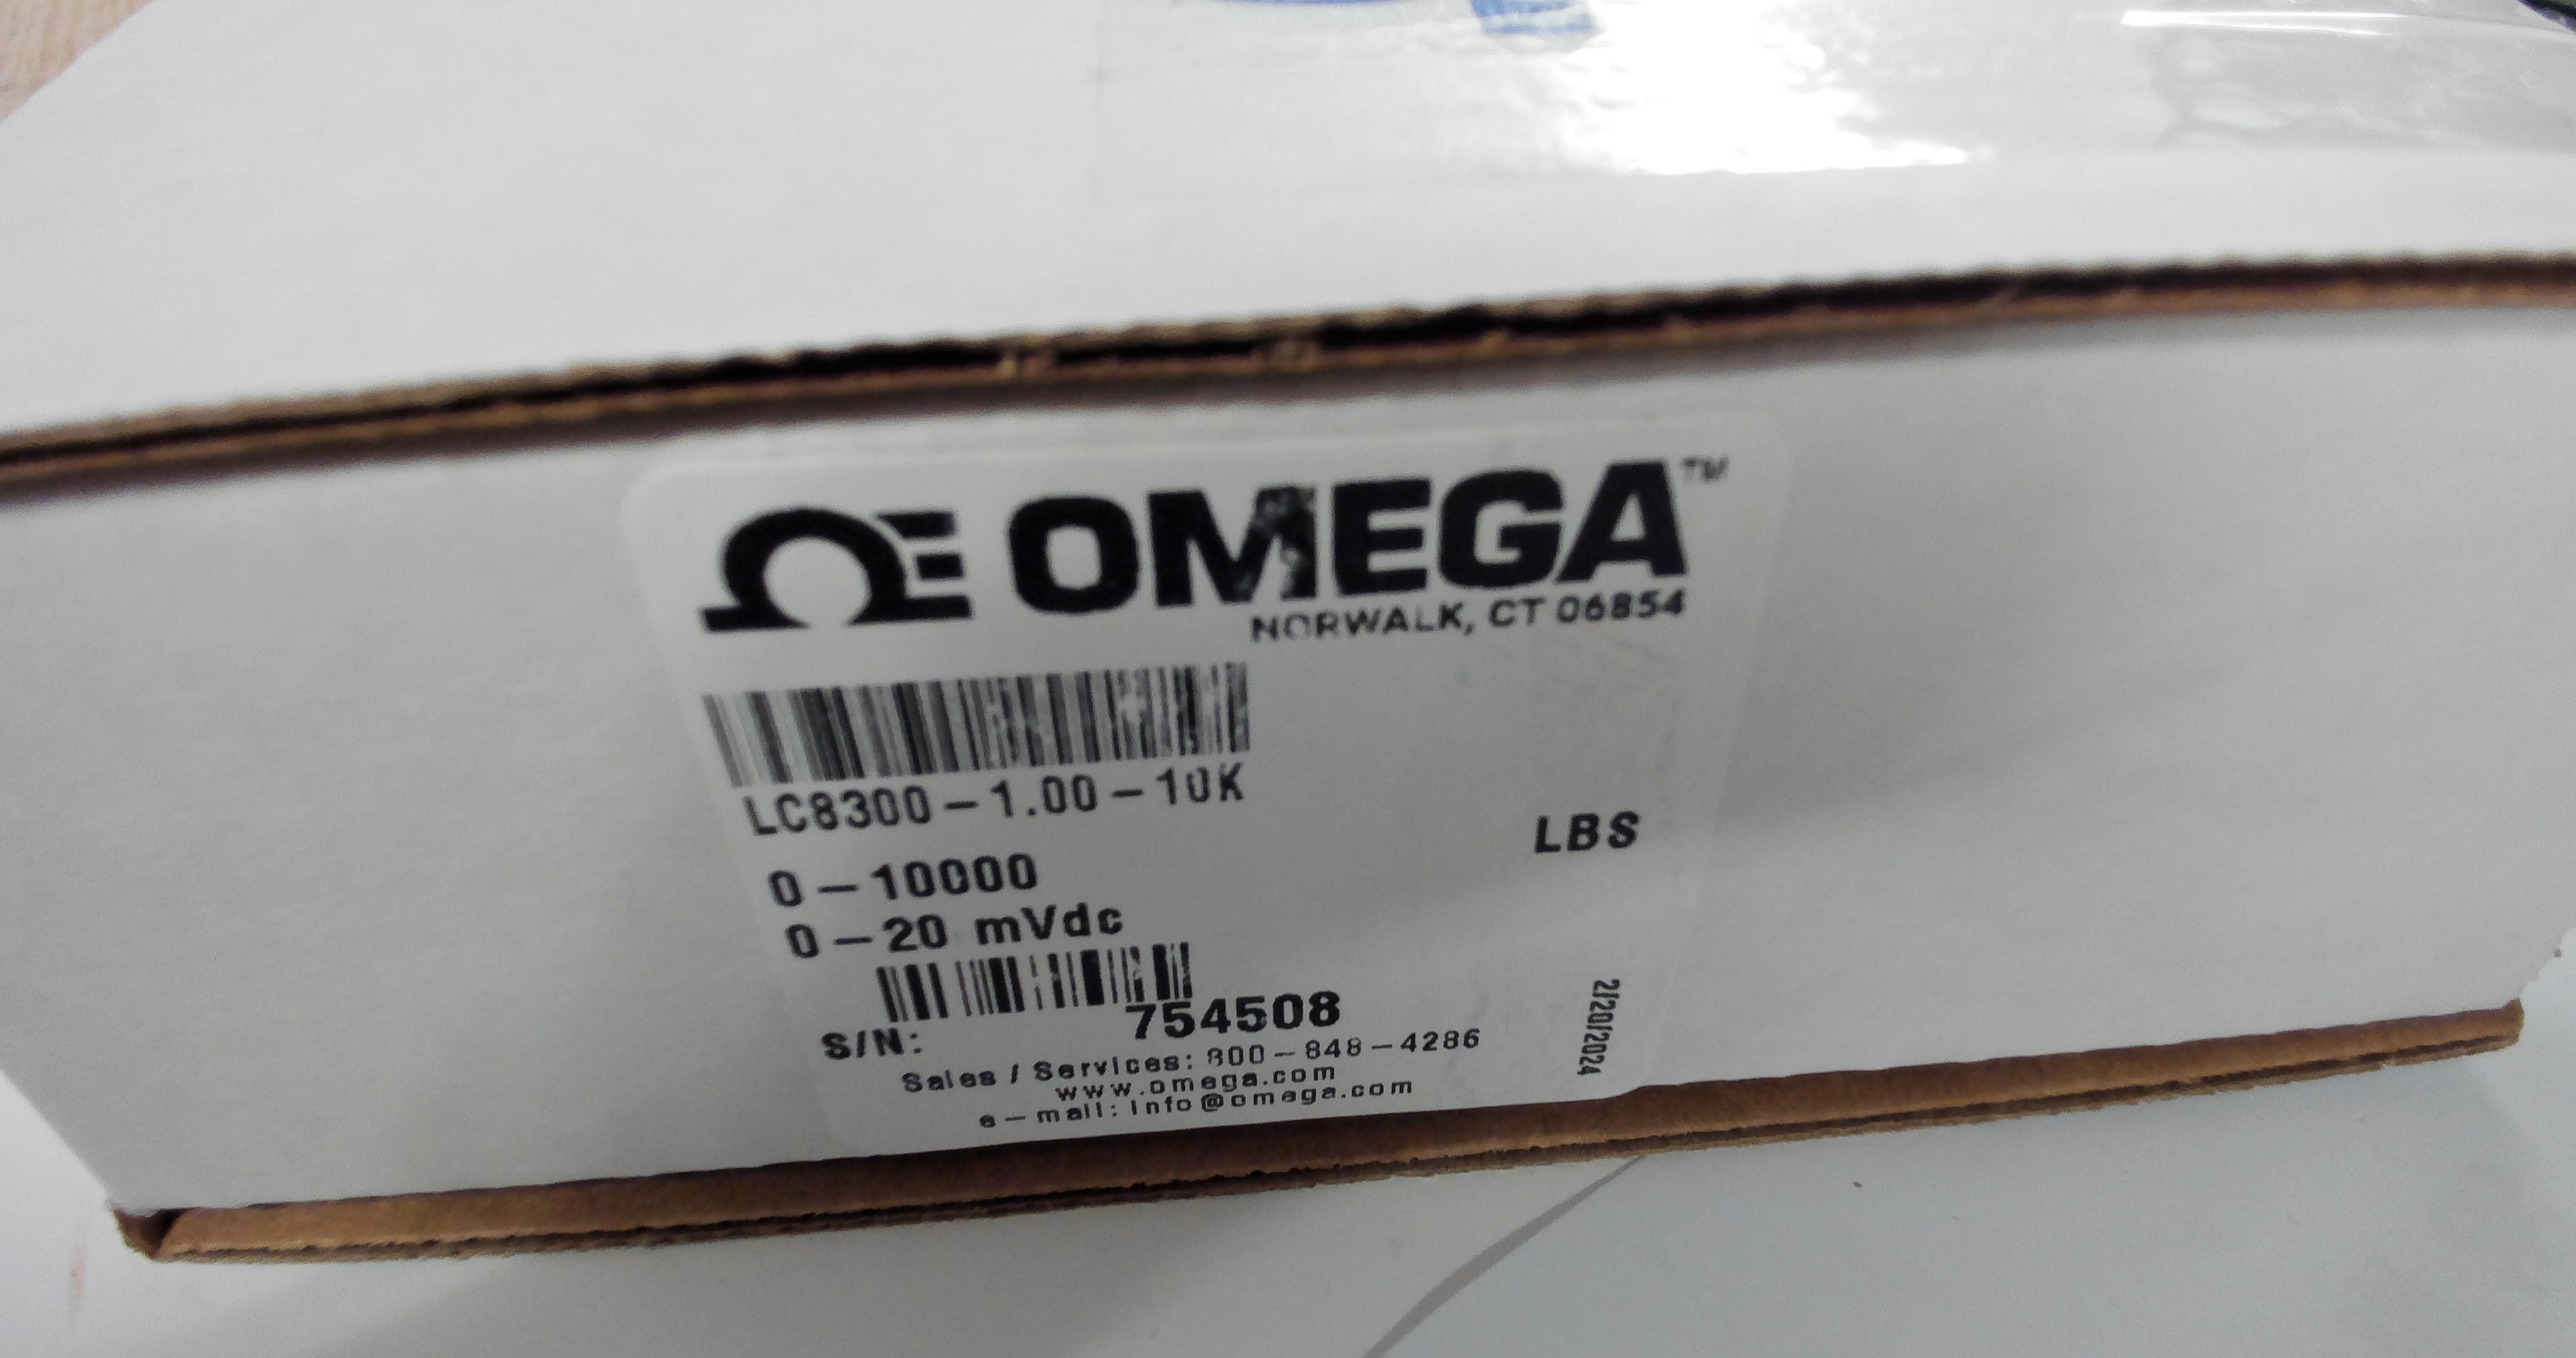 ΩE OMEGA™
NORWALK, CT 06854
LC8300-1.00-10K
0-10000 LBS
0-20 mVdc
S/N: 754508
2/20/2024
Sales / Services: 800-848-4286
www.omega.com
e-mail: info@omega.com